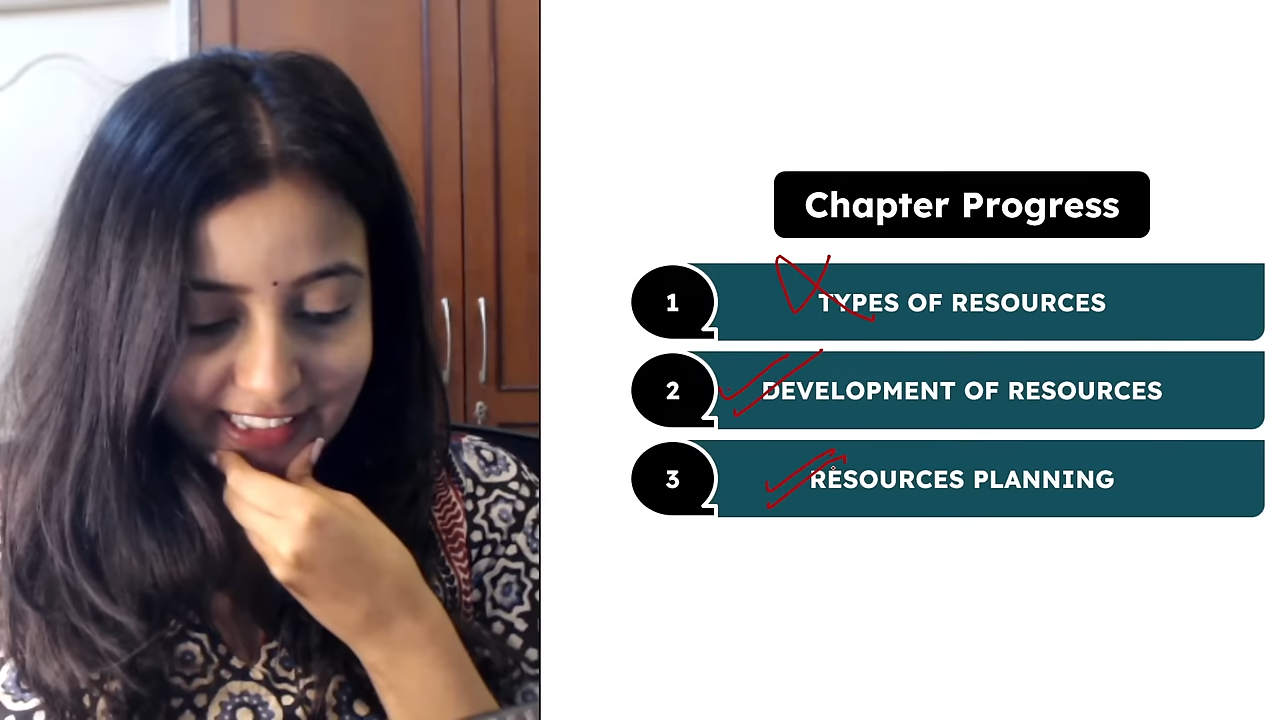 Chapter Progress
1 TYPES OF RESOURCES
2 DEVELOPMENT OF RESOURCES
3 RESOURCES PLANNING